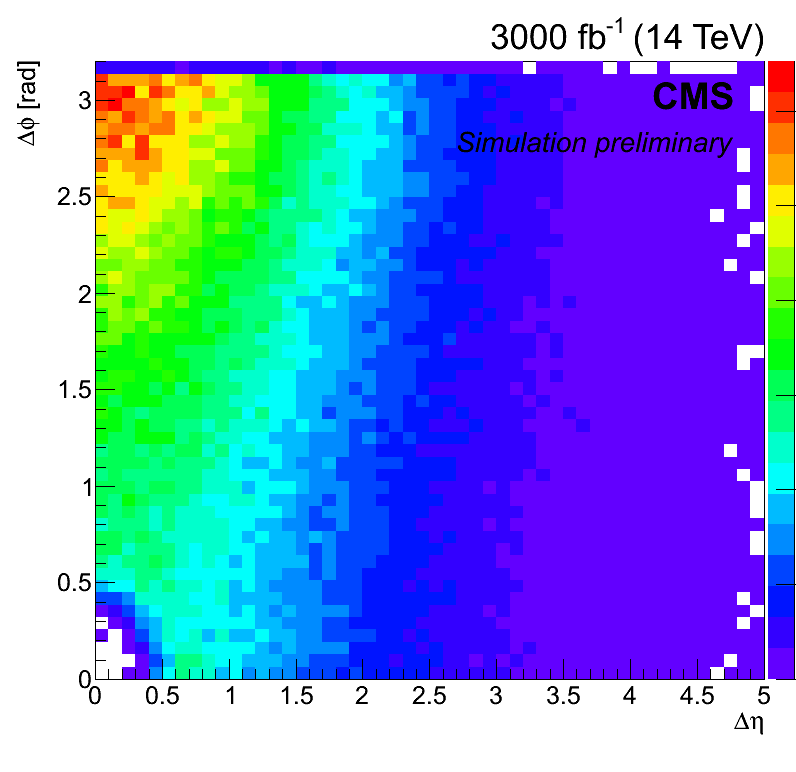 3000 fb-1 (14 TeV)
Δφ [rad]
CMS
Simulation preliminary
3
2.5
2
1.5
1
0.5
0
0 0.5 1 1.5 2 2.5 3 3.5 4 4.5 5
Δη